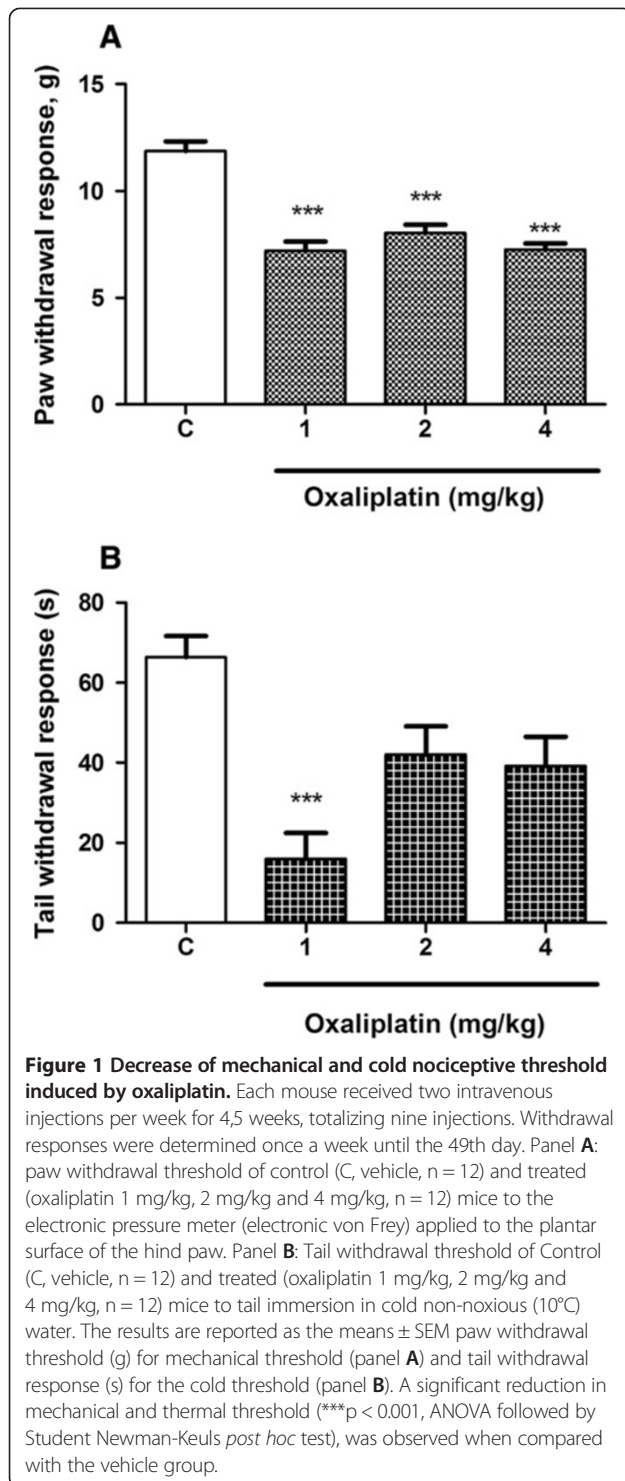 A
Paw withdrawal response, g)
15
10
5
0
***
***
***
C 1 2 4
Oxaliplatin (mg/kg)
B
Tail withdrawal response (s)
80
60
40
20
0
***
C 1 2 4
Oxaliplatin (mg/kg)
Figure 1 Decrease of mechanical and cold nociceptive threshold
induced by oxaliplatin. Each mouse received two intravenous
injections per week for 4,5 weeks, totalizing nine injections. Withdrawal
responses were determined once a week until the 49th day. Panel A:
paw withdrawal threshold of control (C, vehicle, n = 12) and treated
(oxaliplatin 1 mg/kg, 2 mg/kg and 4 mg/kg, n = 12) mice to the
electronic pressure meter (electronic von Frey) applied to the plantar
surface of the hind paw. Panel B: Tail withdrawal threshold of Control
(C, vehicle, n = 12) and treated (oxaliplatin 1 mg/kg, 2 mg/kg and
4 mg/kg, n = 12) mice to tail immersion in cold non-noxious (10°C)
water. The results are reported as the means ± SEM paw withdrawal
threshold (g) for mechanical threshold (panel A) and tail withdrawal
response (s) for the cold threshold (panel B). A significant reduction in
mechanical and thermal threshold (***p < 0.001, ANOVA followed by
Student Newman-Keuls post hoc test), was observed when compared
with the vehicle group.